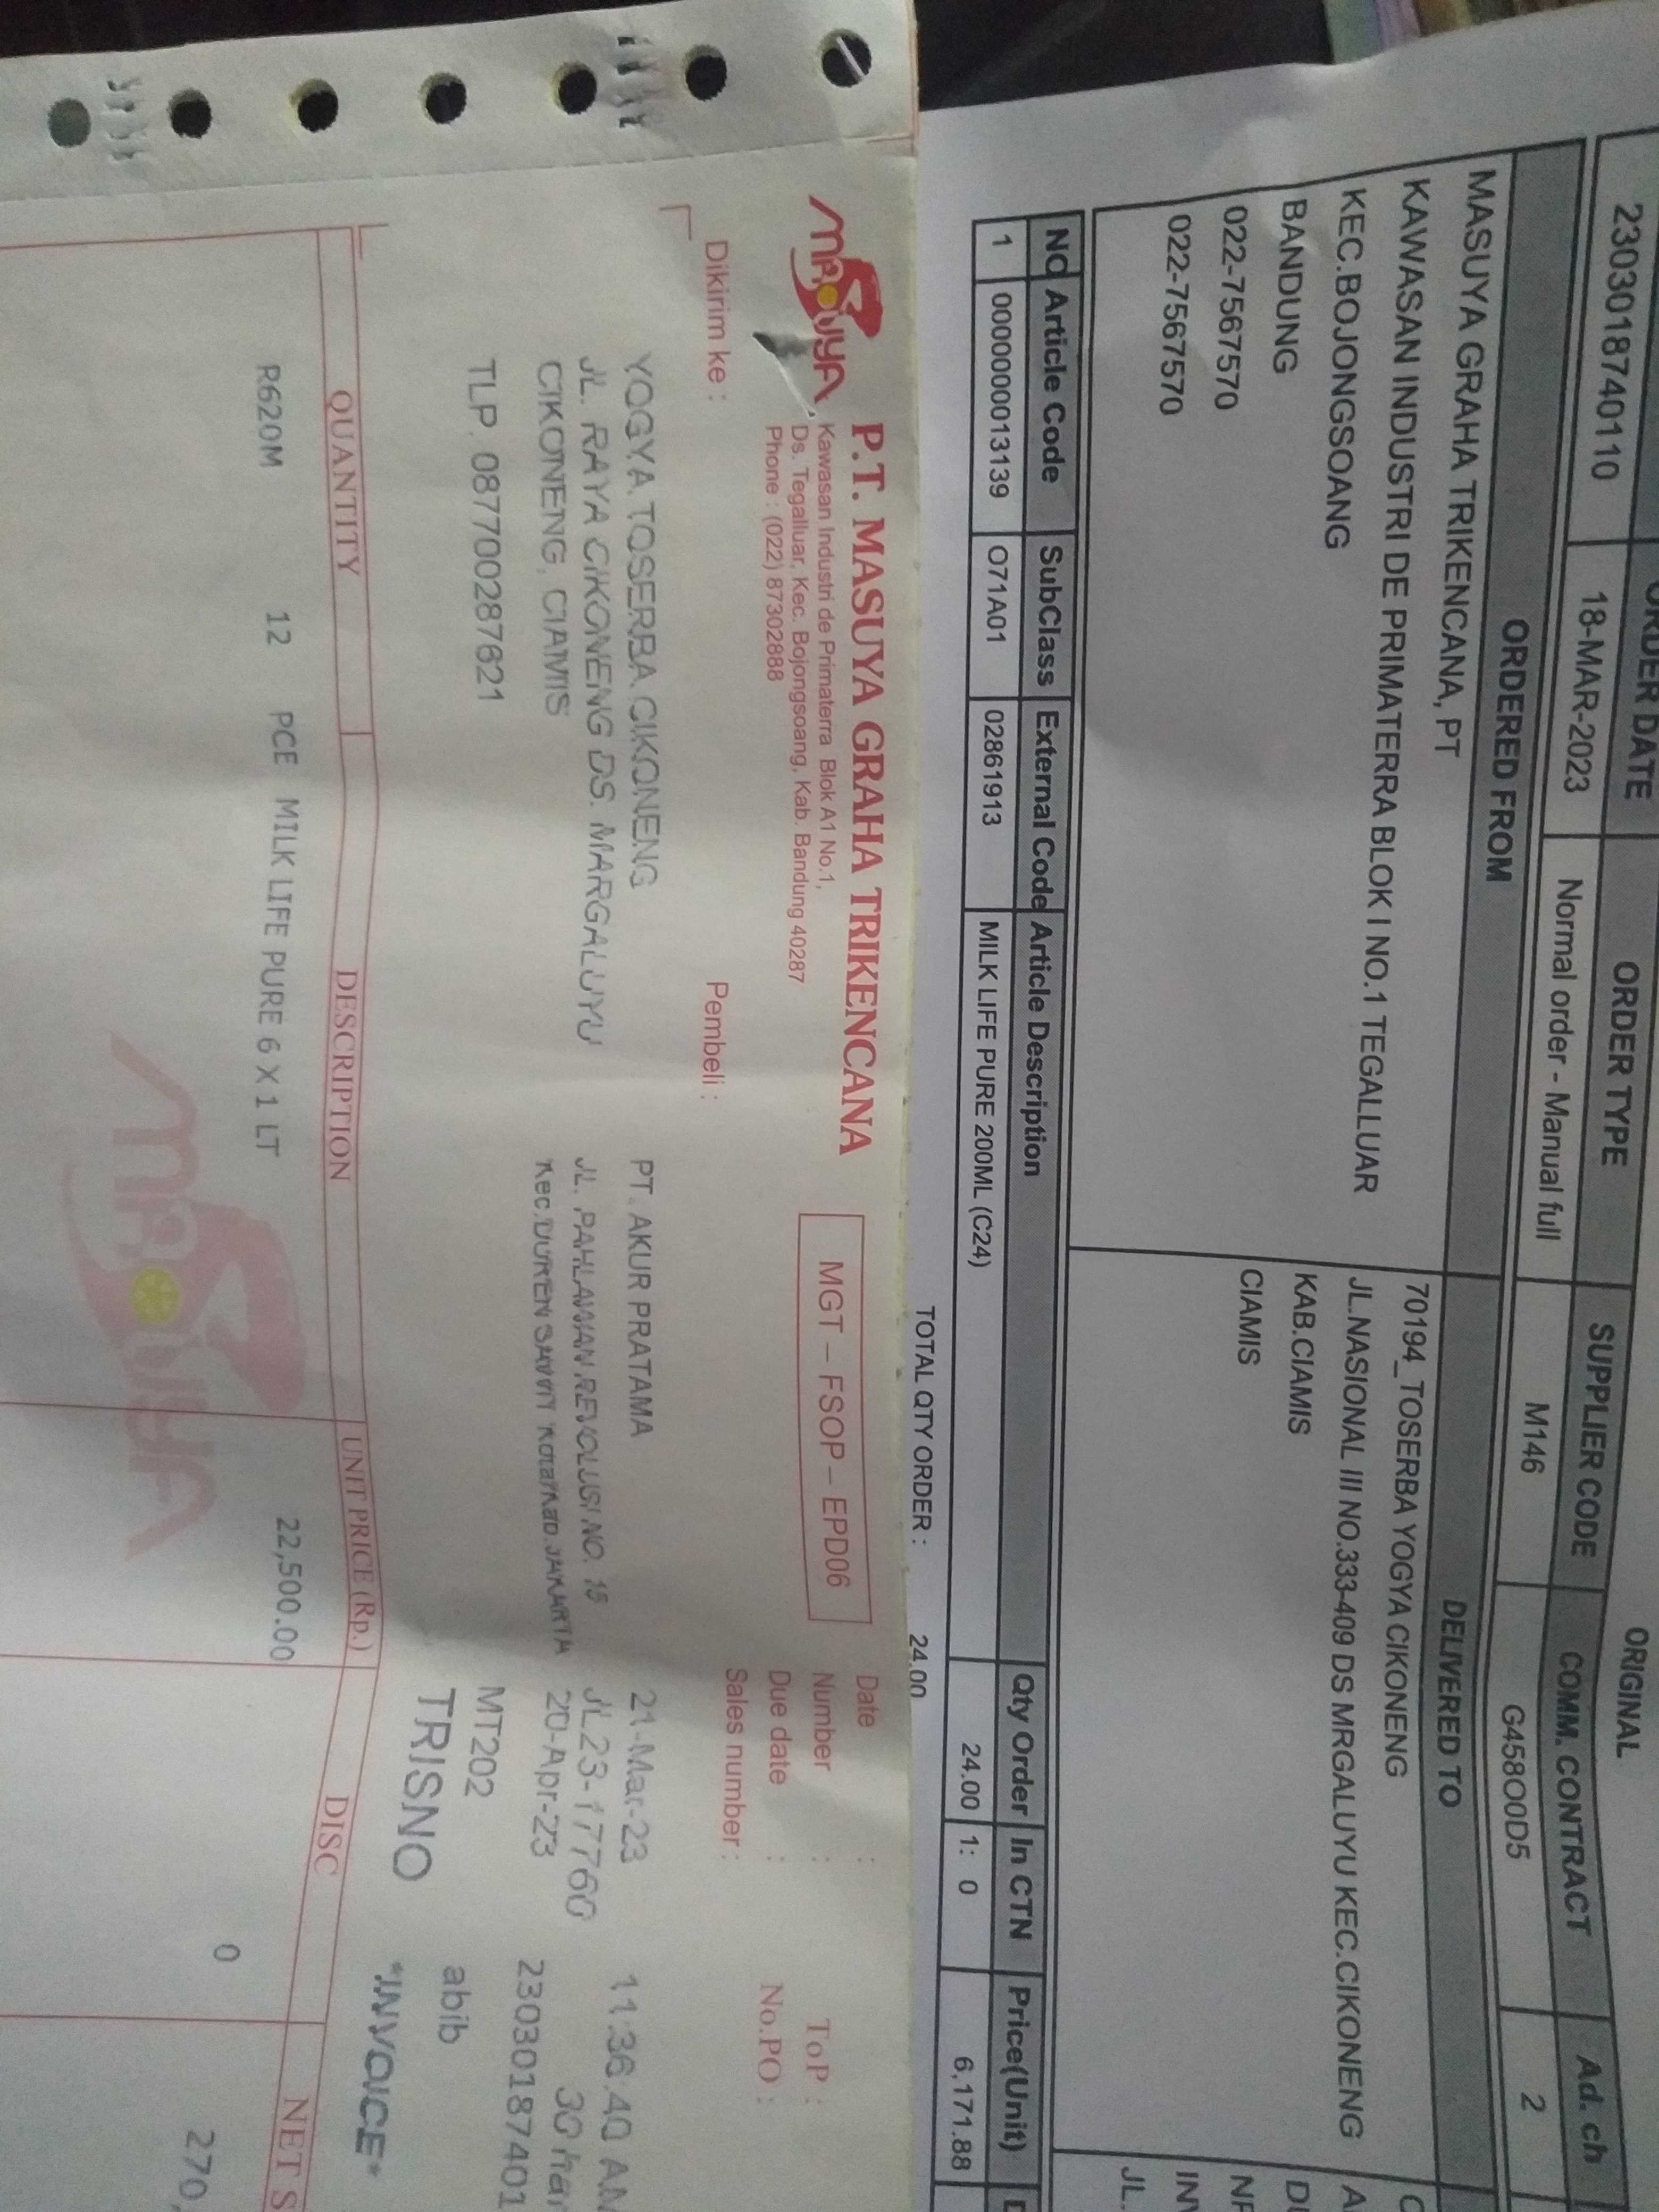 ORIGINAL
ORDER DATE ORDER TYPE SUPPLIER CODE COMM. CONTRACT Ad. ch
2303018740110 18-MAR-2023 Normal order - Manual full M146 G458O0D5 2
ORDERED FROM DELIVERED TO
MASUYA GRAHA TRIKENCANA, PT 70194_TOSERBA YOGYA CIKONENG
KAWASAN INDUSTRI DE PRIMATERRA BLOK I NO.1 TEGALLUAR JL.NASIONAL III NO.333-409 DS MRGALUYU KEC.CIKONENG
KEC.BOJONGSOANG KAB.CIAMIS
BANDUNG CIAMIS
022-7567570
022-7567570 JL.
No Article Code SubClass External Code Article Description Qty Order In CTN Price(Unit)
1 000000013139 O71A01 02861913 MILK LIFE PURE 200ML (C24) 24.00 1: 0 6,171.88
TOTAL QTY ORDER : 24.00
MASUYA
P.T. MASUYA GRAHA TRIKENCANA
Kawasan Industri de Primaterra Blok A1 No.1,
Ds. Tegalluar, Kec. Bojongsoang, Kab. Bandung 40287
Phone : (022) 87302888
MGT – FSOP – EPD06
Date :
Number :
Due date :
Sales number :
ToP :
No.PO :
Dikirim ke : Pembeli :
YOGYA TOSERBA CIKONENG PT. AKUR PRATAMA 21-Mar-23 11:36:40 AM
JL. RAYA CIKONENG DS. MARGALUYU JL. PAHLAWAN REVOLUSI NO. 15 JL23-17760 30 har
CIKONENG, CIAMIS Kec.DUREN SAWIT JAKARTA 20-Apr-23 23030187401
TLP. 087700287621 MT202 abib
TRISNO *INVOICE*
QUANTITY DESCRIPTION UNIT PRICE (Rp.) DISC NET S
R620M 12 PCE MILK LIFE PURE 6 X 1 LT 22,500.00 0 270,
MASUYA